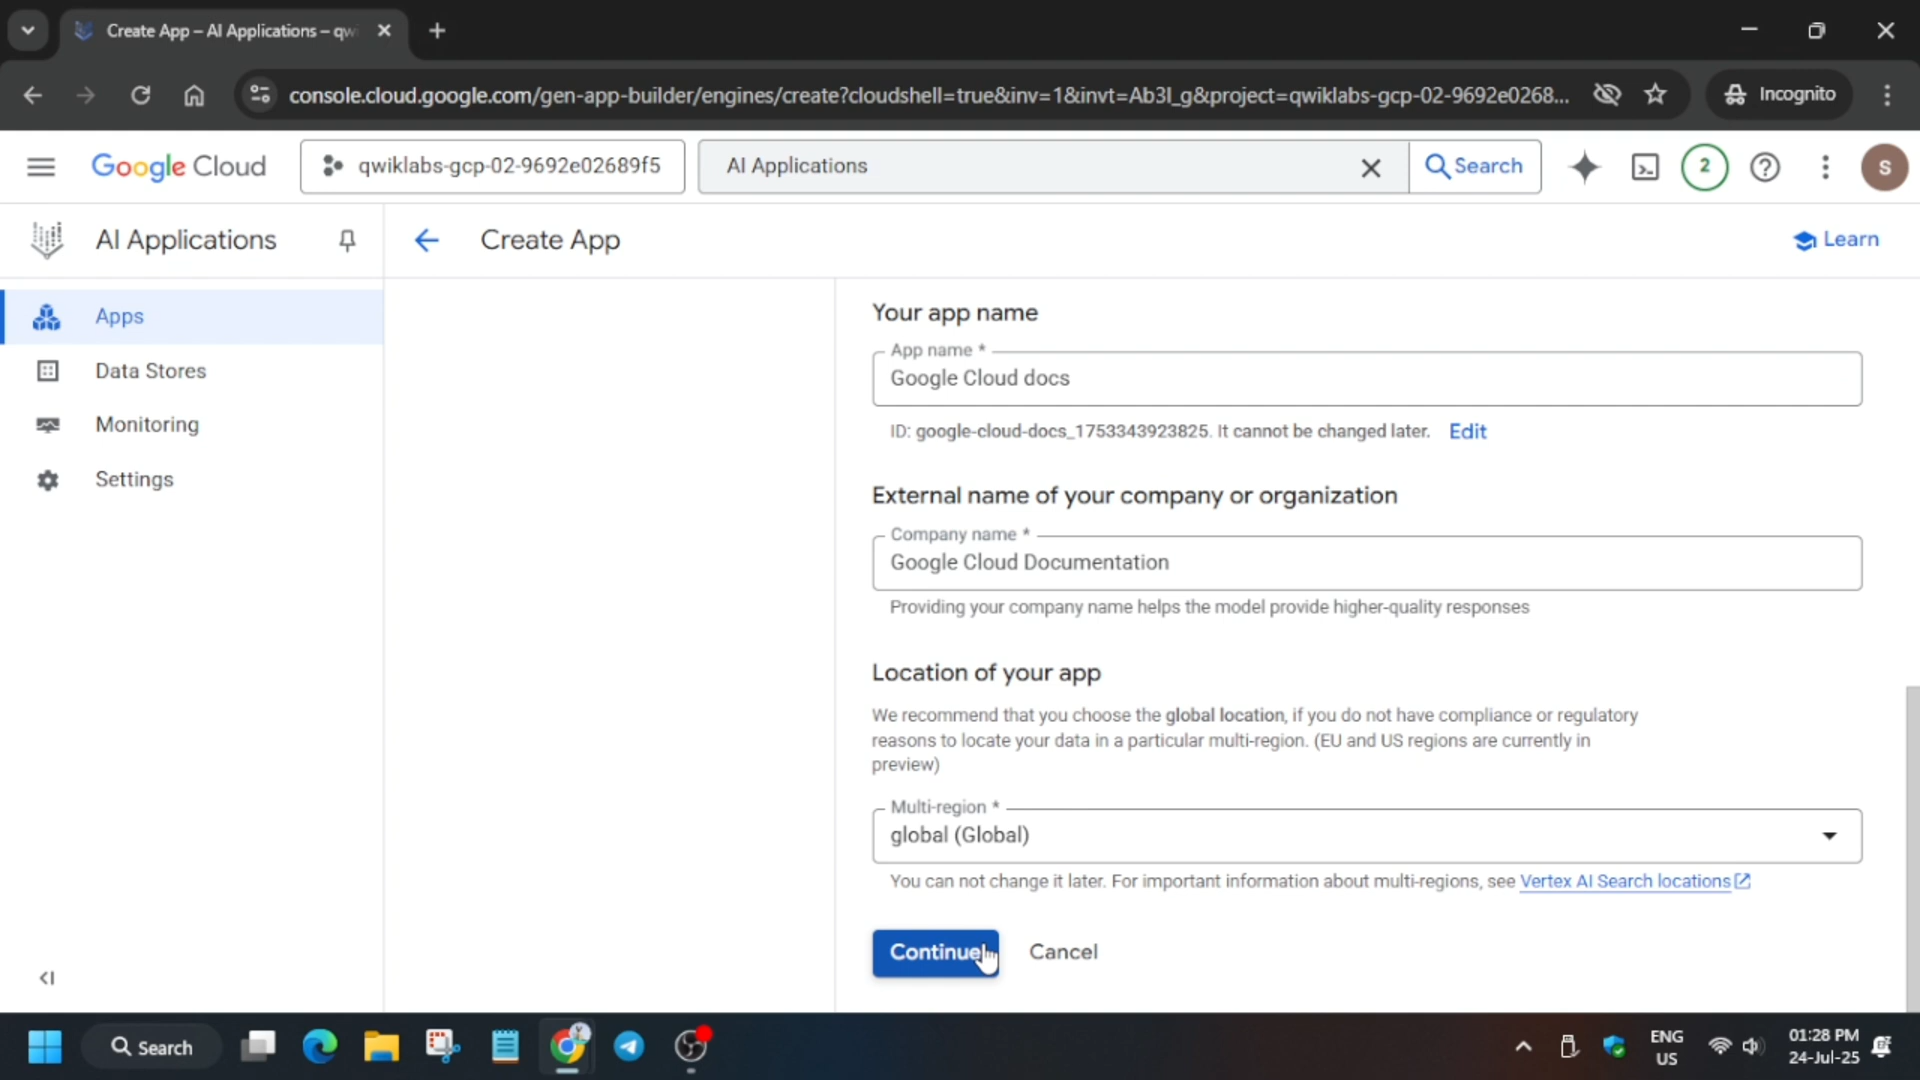 Create App – AI Applications – qw
console.cloud.google.com/gen-app-builder/engines/create?cloudshell=true&inv=1&invt=Ab3I_g&project=qwiklabs-gcp-02-9692e0268...
Incognito
Google Cloud
qwiklabs-gcp-02-9692e02689f5
AI Applications
Search
2
S
AI Applications
Create App
Learn
Apps
Data Stores
Monitoring
Settings
Your app name
App name *
Google Cloud docs
ID: google-cloud-docs_1753343923825. It cannot be changed later. Edit
External name of your company or organization
Company name *
Google Cloud Documentation
Providing your company name helps the model provide higher-quality responses
Location of your app
We recommend that you choose the global location, if you do not have compliance or regulatory
reasons to locate your data in a particular multi-region. (EU and US regions are currently in
preview)
Multi-region *
global (Global)
You can not change it later. For important information about multi-regions, see Vertex AI Search locations
Continue
Cancel
Search
ENG
US
01:28 PM
24-Jul-25